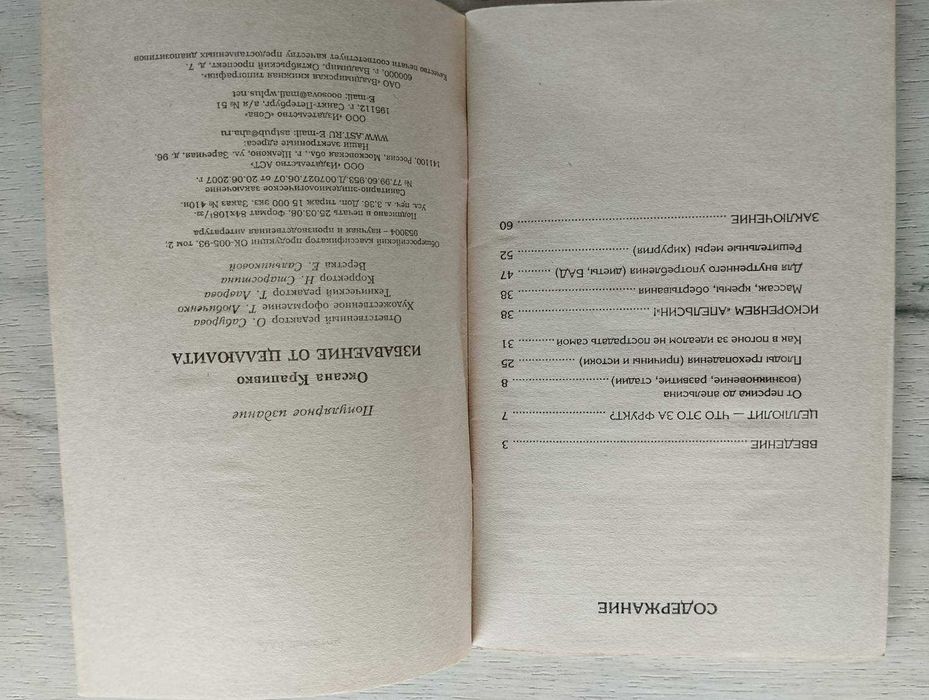 СОДЕРЖАНИЕ
ВВЕДЕНИЕ ........ 3
ЦЕЛЛЮЛИТ — ЧТО ЭТО ЗА ФРУКТ? ........ 7
От персика до апельсина
(возникновение, развитие, стадии) ........ 8
Плоды грехопадения (причины и истоки) ........ 25
Как в погоне за идеалом не пострадать самой ........ 31
ИСКОРЕНЯЕМ «АПЕЛЬСИН»! ........ 38
Массаж, кремы, обертывания ........ 38
Для внутреннего употребления (диеты, БАД) ........ 47
Решительные меры (хирургия) ........ 52
ЗАКЛЮЧЕНИЕ ........ 60
Популярное издание
Оксана Крапивко
ИЗБАВЛЕНИЕ ОТ ЦЕЛЛЮЛИТА
Ответственный редактор О. Сабурова
Художественное оформление Т. Любиченко
Технический редактор Т. Лаврова
Корректор Н. Старостина
Верстка Е. Сальниковой
Общероссийский классификатор продукции ОК-005-93, том 2;
953004 – научная и производственная литература
Подписано в печать 25.03.08. Формат 84х108¹/₃₂.
Усл. печ. л. 3,36. Доп. тираж 15 000 экз. Заказ № 410н.
Санитарно-эпидемиологическое заключение
№ 77.99.60.953.Д.007027.06.07 от 20.06.2007 г.
ООО «Издательство АСТ»
141100, Россия, Московская обл., г. Щелково, ул. Заречная, д. 96.
Наши электронные адреса:
WWW.AST.RU E-mail: astpub@aha.ru
ООО «Издательство «Сова»
195112, г. Санкт-Петербург, а/я № 51
E-mail: ooosova@mail.wplus.net
ОАО «Владимирская книжная типография».
600000, г. Владимир, Октябрьский проспект, д. 7.
Качество печати соответствует качеству предоставленных диапозитивов